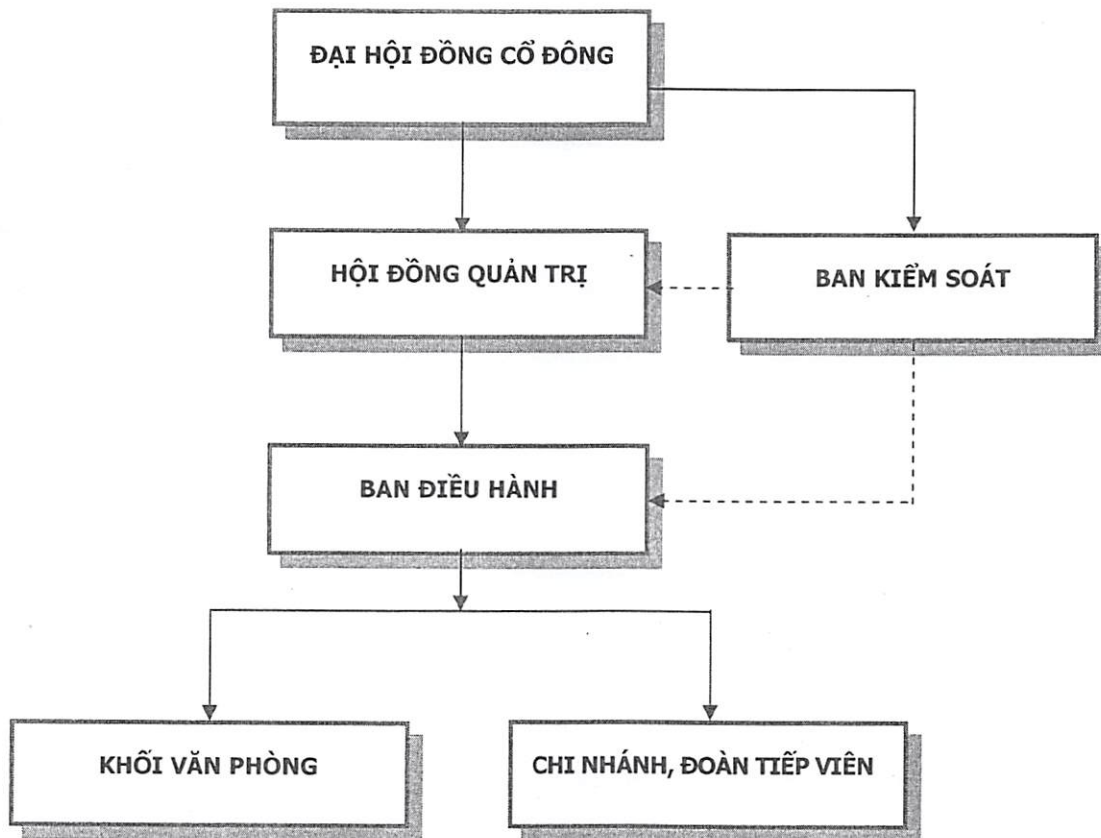 ĐẠI HỘI ĐỒNG CỔ ĐÔNG
HỘI ĐỒNG QUẢN TRỊ
BAN KIỂM SOÁT
BAN ĐIỀU HÀNH
KHỐI VĂN PHÒNG
CHI NHÁNH, ĐOÀN TIẾP VIÊN